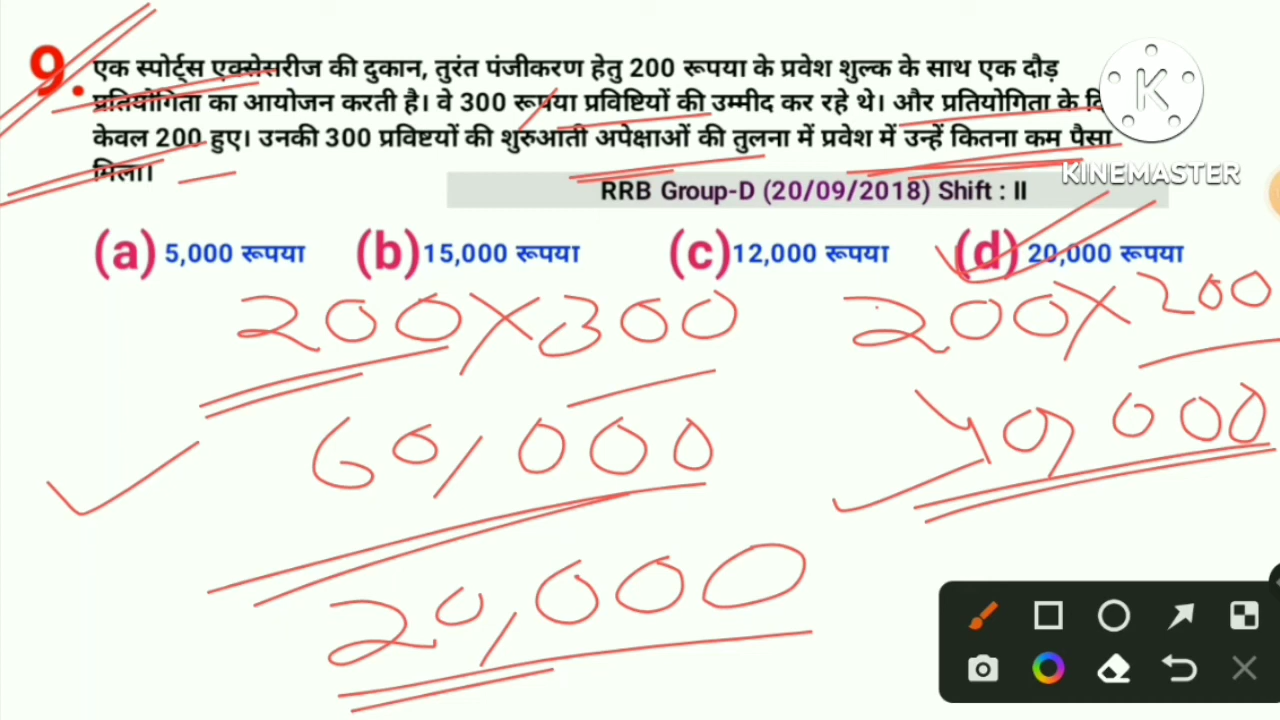 9. एक स्पोर्ट्स एक्सेसरीज की दुकान, तुरंत पंजीकरण हेतु 200 रूपया के प्रवेश शुल्क के साथ एक दौड़
प्रतियोगिता का आयोजन करती है। वे 300 रूपया प्रविष्टियों की उम्मीद कर रहे थे। और प्रतियोगिता के
केवल 200 हुए। उनकी 300 प्रविष्टयों की शुरुआती अपेक्षाओं की तुलना में प्रवेश में उन्हें कितना कम पैसा
मिला।
K
KINEMASTER
RRB Group-D (20/09/2018) Shift : II
(a) 5,000 रूपया (b) 15,000 रूपया (c) 12,000 रूपया (d) 20,000 रूपया
200 × 300
200 × 200
60,000
40,000
20,000